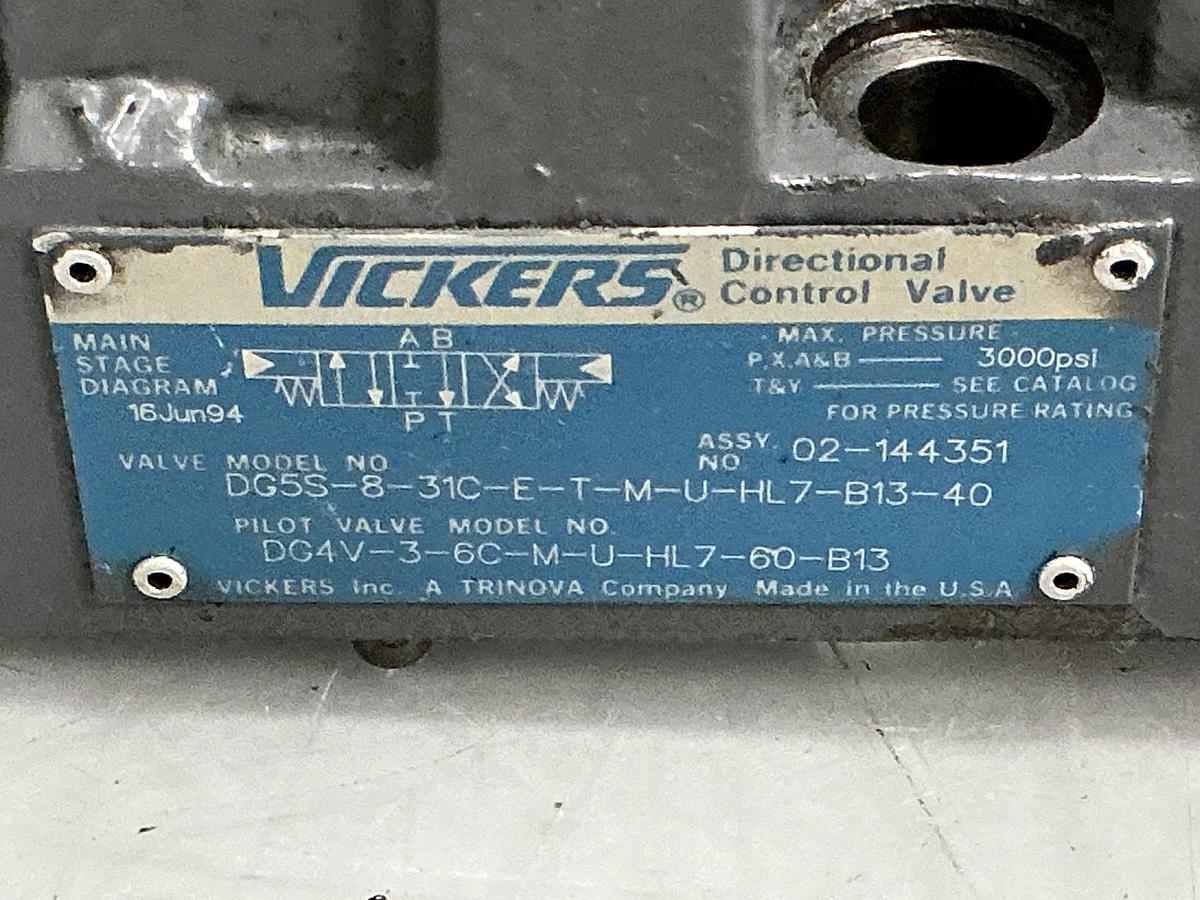 VICKERS® Directional
Control Valve
MAIN
STAGE
DIAGRAM
16Jun94
A B
P T
MAX. PRESSURE
P,X,A&B 3000psi
T&Y SEE CATALOG
FOR PRESSURE RATING
ASSY.
NO. 02-144351
VALVE MODEL NO.
DG5S-8-31C-E-T-M-U-HL7-B13-40
PILOT VALVE MODEL NO.
DG4V-3-6C-M-U-HL7-60-B13
VICKERS Inc. A TRINOVA Company Made in the U.S.A